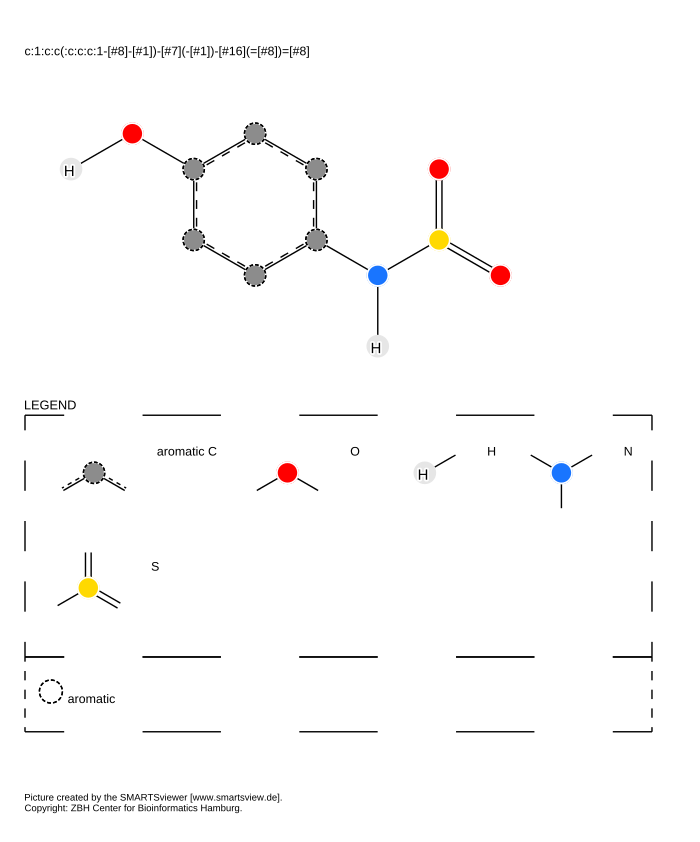 c:1:c:c(:c:c:c:1-[#8]-[#1])-[#7](-[#1])-[#16](=[#8])=[#8]
H
H
LEGEND
aromatic C
O
H
H
N
S
aromatic
Picture created by the SMARTSviewer [www.smartsview.de].
Copyright: ZBH Center for Bioinformatics Hamburg.